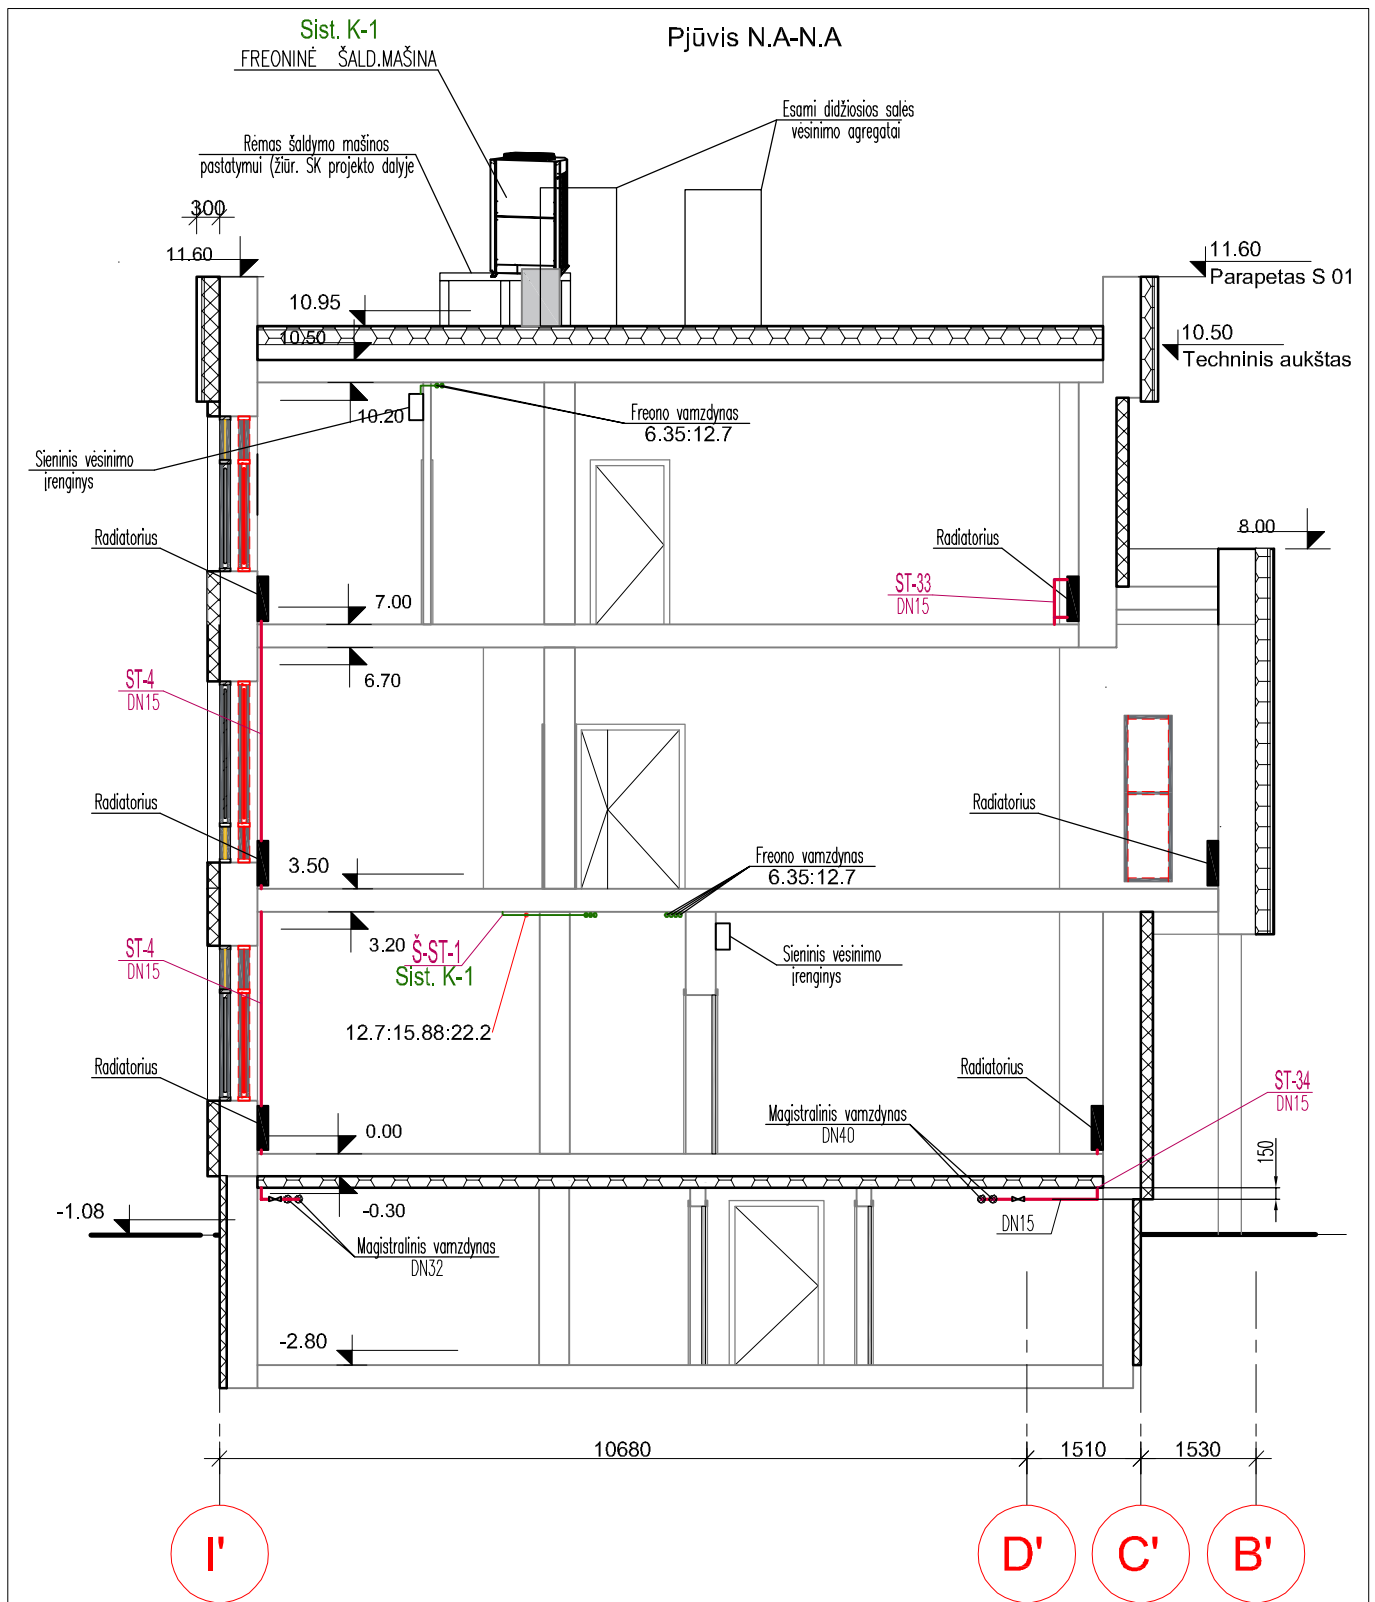 Sist. K-1
FREONINĖ ŠALD.MAŠINA
Pjūvis N.A-N.A
Esami didžiosios salės
vėsinimo agregatai
Rėmas šaldymo mašinos
pastatymui (žiūr. SK projekto dalyje
300
11.60
11.60
Parapetas S 01
10.95
10.50
10.50
Techninis aukštas
10.20
Freono vamzdynas
6.35:12.7
Sieninis vėsinimo
įrenginys
8.00
Radiatorius
Radiatorius
ST-33
DN15
7.00
6.70
ST-4
DN15
Radiatorius
Radiatorius
3.50
Freono vamzdynas
6.35:12.7
3.20
Š-ST-1
Sist. K-1
ST-4
DN15
Sieninis vėsinimo
įrenginys
12.7:15.88:22.2
Radiatorius
Radiatorius
ST-34
DN15
Magistralinis vamzdynas
DN40
0.00
150
-0.30
-1.08
DN15
Magistralinis vamzdynas
DN32
-2.80
10680
1510
1530
I'
D'
C'
B'